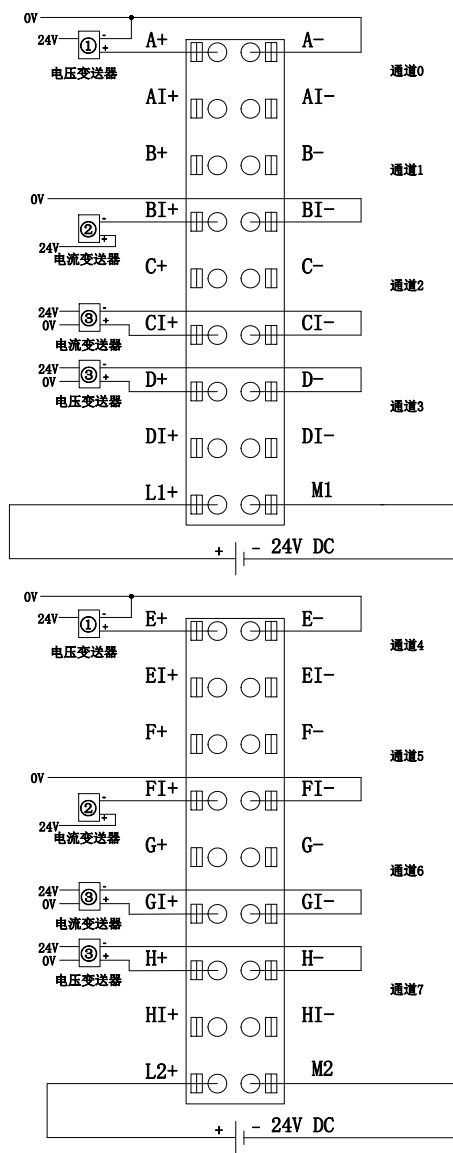 0V
24V ① - +
电压变送器
A+ A-
通道0
AI+ AI-
B+ B-
通道1
0V
BI+ BI-
② - +
24V
电流变送器
C+ C-
通道2
24V ③ -
0V +
CI+ CI-
电流变送器
24V ③ -
0V +
D+ D-
电压变送器
通道3
DI+ DI-
L1+ M1
+ - 24V DC
0V
24V ① - +
电压变送器
E+ E-
通道4
EI+ EI-
F+ F-
通道5
0V
FI+ FI-
② - +
24V
电流变送器
G+ G-
通道6
24V ③ -
0V +
GI+ GI-
电流变送器
24V ③ -
0V +
H+ H-
电压变送器
通道7
HI+ HI-
L2+ M2
+ - 24V DC